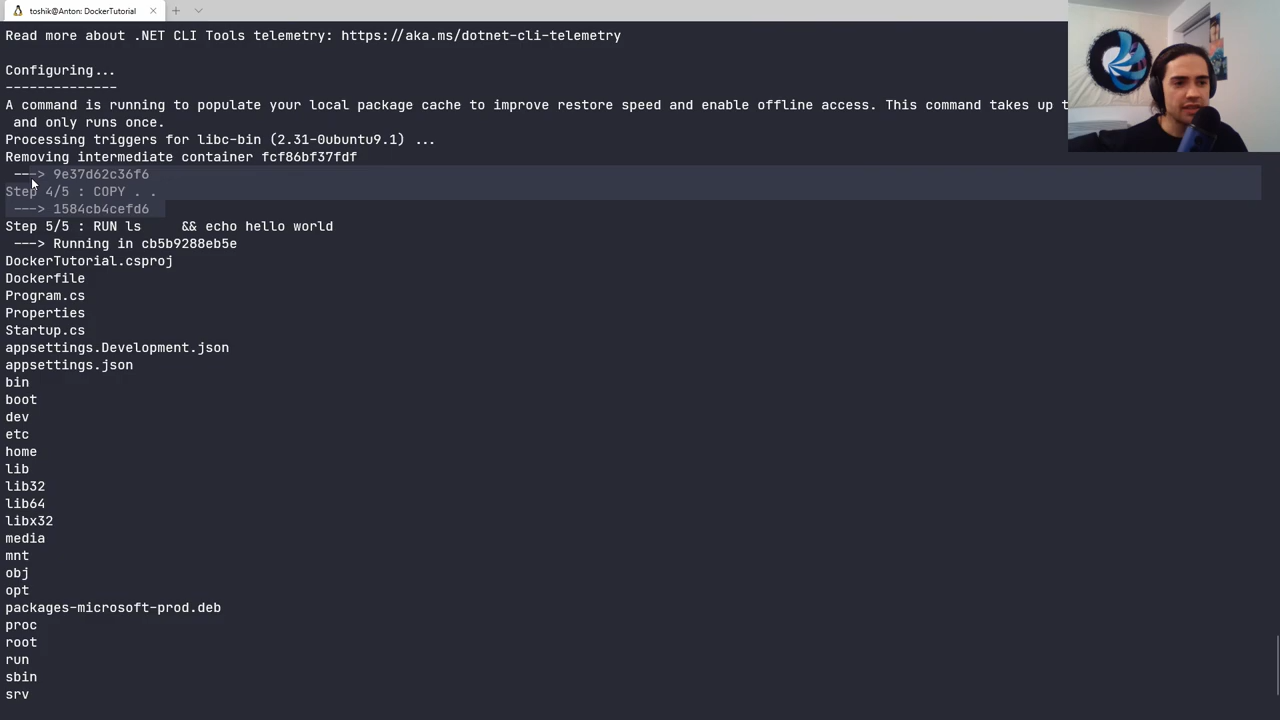 toshik@Anton: DockerTutorial
Read more about .NET CLI Tools telemetry: https://aka.ms/dotnet-cli-telemetry
Configuring...
--------------
A command is running to populate your local package cache to improve restore speed and enable offline access. This command takes up t
and only runs once.
Processing triggers for libc-bin (2.31-0ubuntu9.1) ...
Removing intermediate container fcf86bf37fdf
---> 9e37d62c36f6
Step 4/5 : COPY . .
---> 1584cb4cefd6
Step 5/5 : RUN ls     && echo hello world
---> Running in cb5b9288eb5e
DockerTutorial.csproj
Dockerfile
Program.cs
Properties
Startup.cs
appsettings.Development.json
appsettings.json
bin
boot
dev
etc
home
lib
lib32
lib64
libx32
media
mnt
obj
opt
packages-microsoft-prod.deb
proc
root
run
sbin
srv